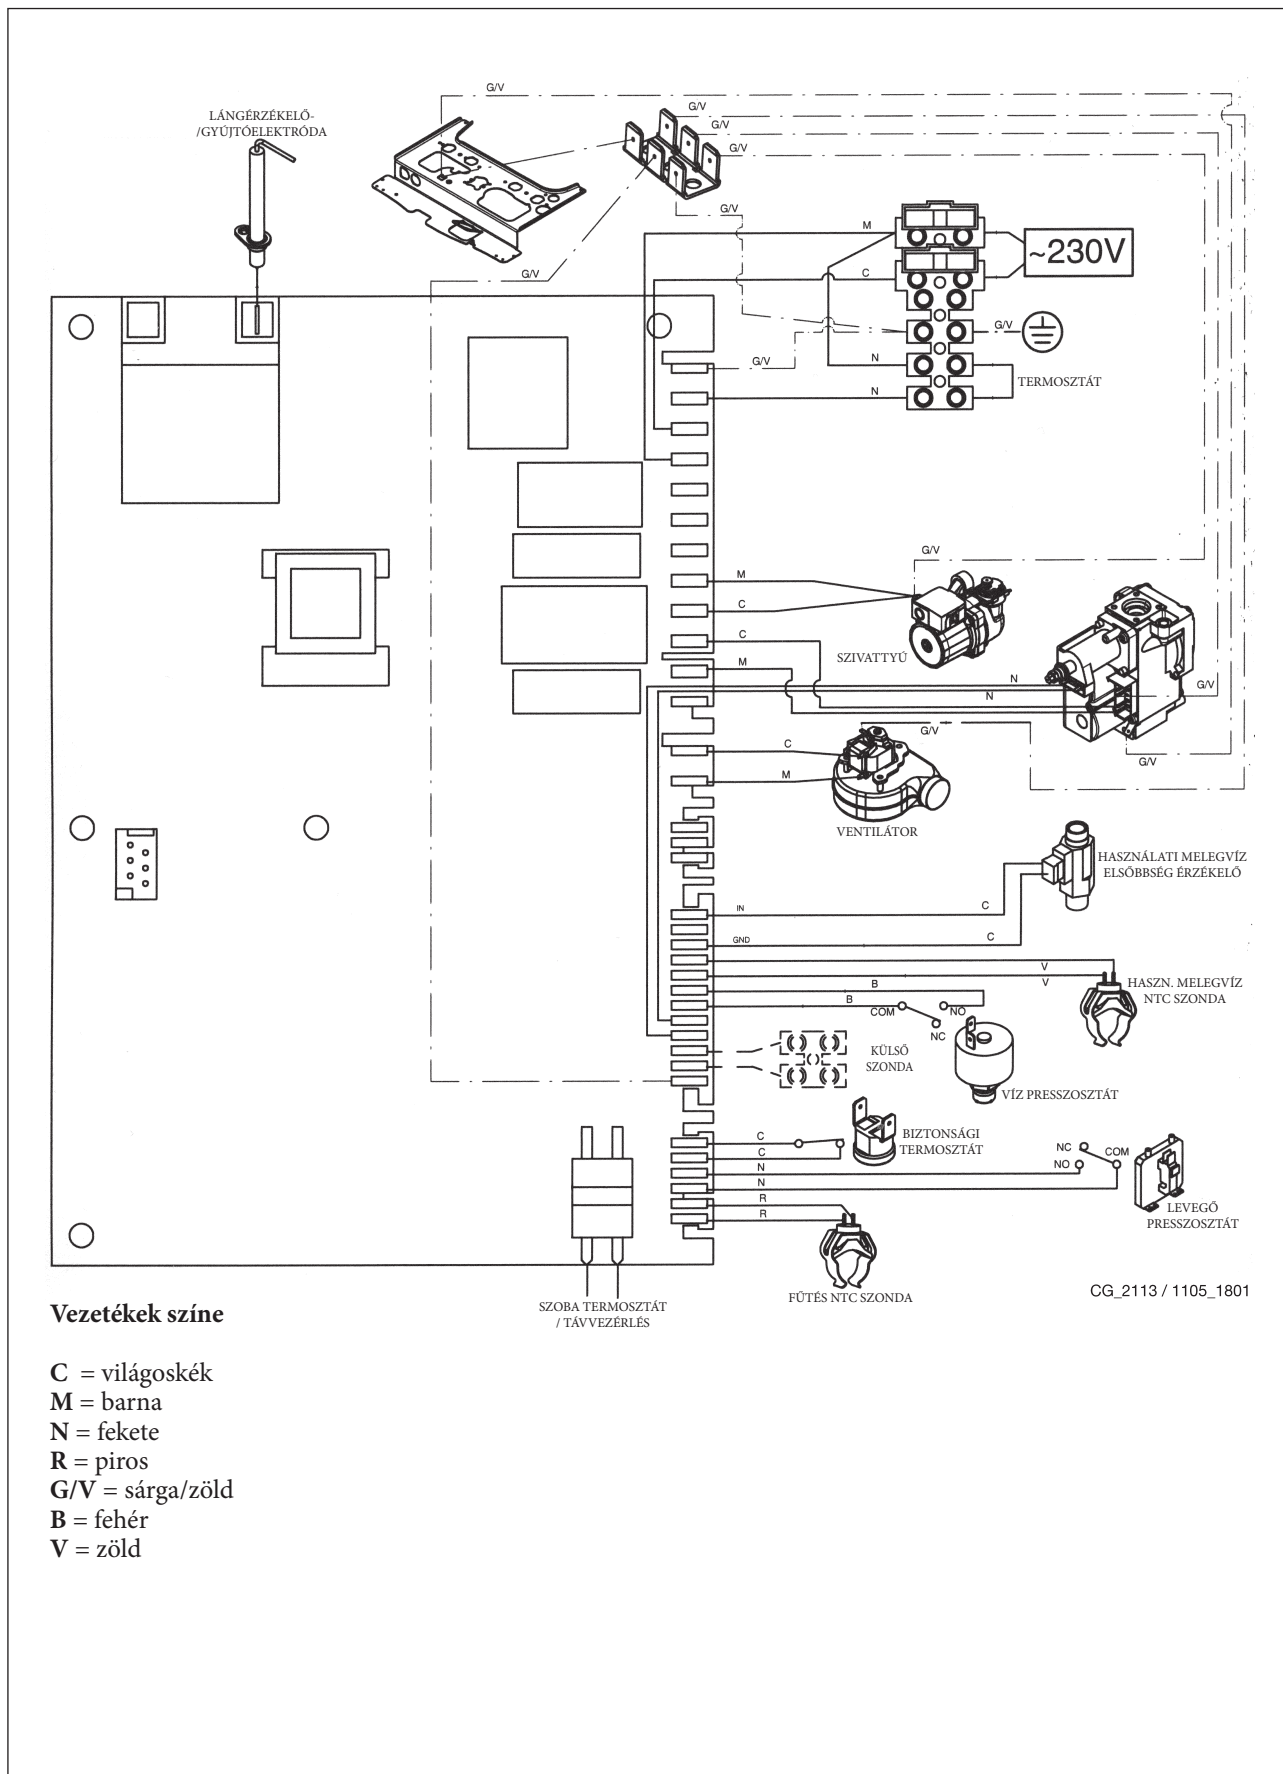 G/V
LÁNGÉRZÉKELŐ-
/GYÚJTÓELEKTRÓDA
G/V
G/V
G/V
G/V
M
~230V
G/V
C
G/V
G/V
N
TERMOSZTÁT
N
G/V
M
C
SZIVATTYÚ
C
M
N
G/V
N
G/V
C
G/V
M
VENTILÁTOR
HASZNÁLATI MELEGVÍZ
ELSŐBBSÉG ÉRZÉKELŐ
IN
C
GND
C
V
V
HASZN. MELEGVÍZ
NTC SZONDA
B
B
COM
NO
NC
KÜLSŐ
SZONDA
VÍZ PRESSZOSZTÁT
C
C
BIZTONSÁGI
TERMOSZTÁT
NC
NO
COM
N
N
R
R
LEVEGŐ
PRESSZOSZTÁT
FŰTÉS NTC SZONDA
CG_2113 / 1105_1801
SZOBA TERMOSZTÁT
/ TÁVVEZÉRLÉS
Vezetékek színe
C = világoskék
M = barna
N = fekete
R = piros
G/V = sárga/zöld
B = fehér
V = zöld